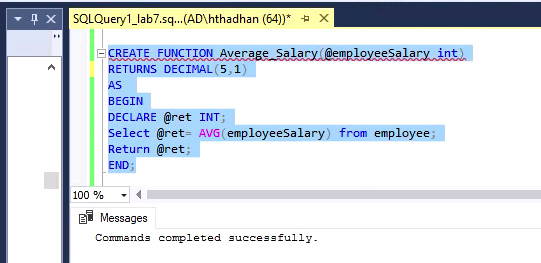 SQLQuery1_lab7.sq...(AD\hthadhan (64))*
CREATE FUNCTION Average_Salary(@employeeSalary int)
RETURNS DECIMAL(5,1)
AS
BEGIN
DECLARE @ret INT;
Select @ret= AVG(employeeSalary) from employee;
Return @ret;
END;
100 %
Messages
Commands completed successfully.